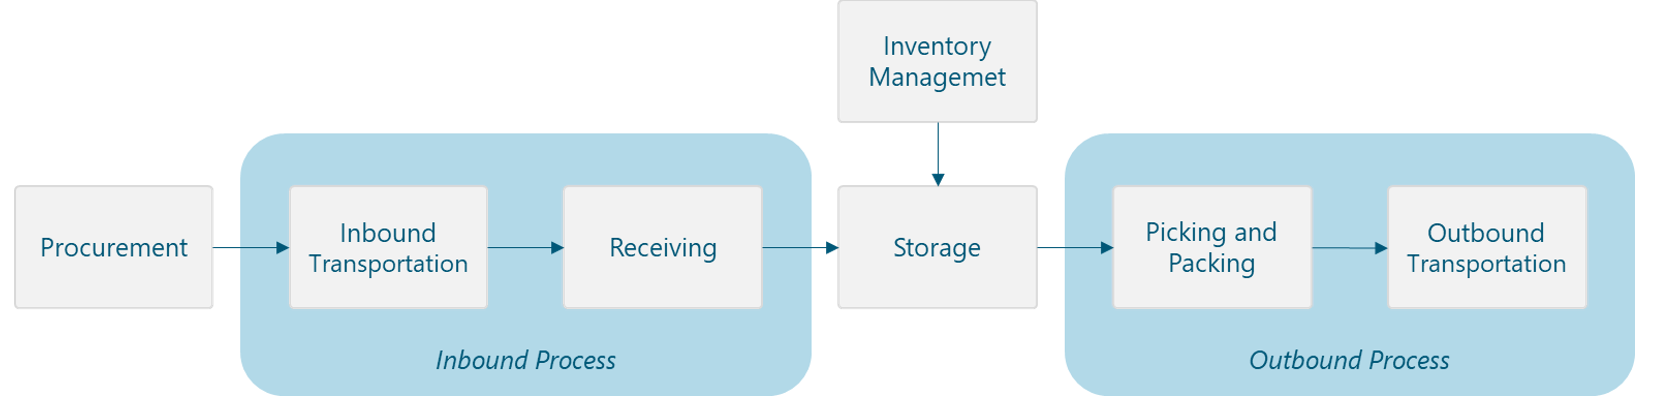 Inventory
Managemet
Procurement
Inbound
Transportation
Receiving
Storage
Picking and
Packing
Outbound
Transportation
Inbound Process
Outbound Process